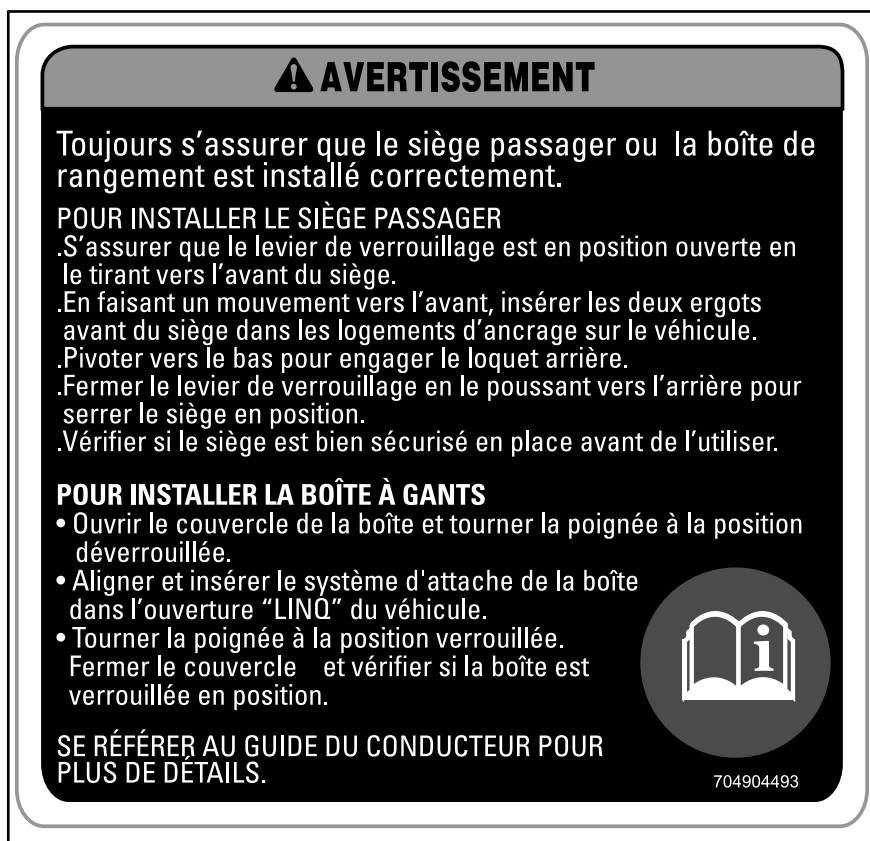 AVERTISSEMENT
Toujours s’assurer que le siège passager ou la boîte de
rangement est installé correctement.
POUR INSTALLER LE SIÈGE PASSAGER
.S’assurer que le levier de verrouillage est en position ouverte en
le tirant vers l’avant du siège.
.En faisant un mouvement vers l’avant, insérer les deux ergots
avant du siège dans les logements d’ancrage sur le véhicule.
.Pivoter vers le bas pour engager le loquet arrière.
.Fermer le levier de verrouillage en le poussant vers l’arrière pour
serrer le siège en position.
.Vérifier si le siège est bien sécurisé en place avant de l’utiliser.
POUR INSTALLER LA BOÎTE À GANTS
• Ouvrir le couvercle de la boîte et tourner la poignée à la position
déverrouillée.
• Aligner et insérer le système d'attache de la boîte
dans l’ouverture “LINQ” du véhicule.
• Tourner la poignée à la position verrouillée.
Fermer le couvercle et vérifier si la boîte est
verrouillée en position.
SE RÉFÉRER AU GUIDE DU CONDUCTEUR POUR
PLUS DE DÉTAILS.
704904493